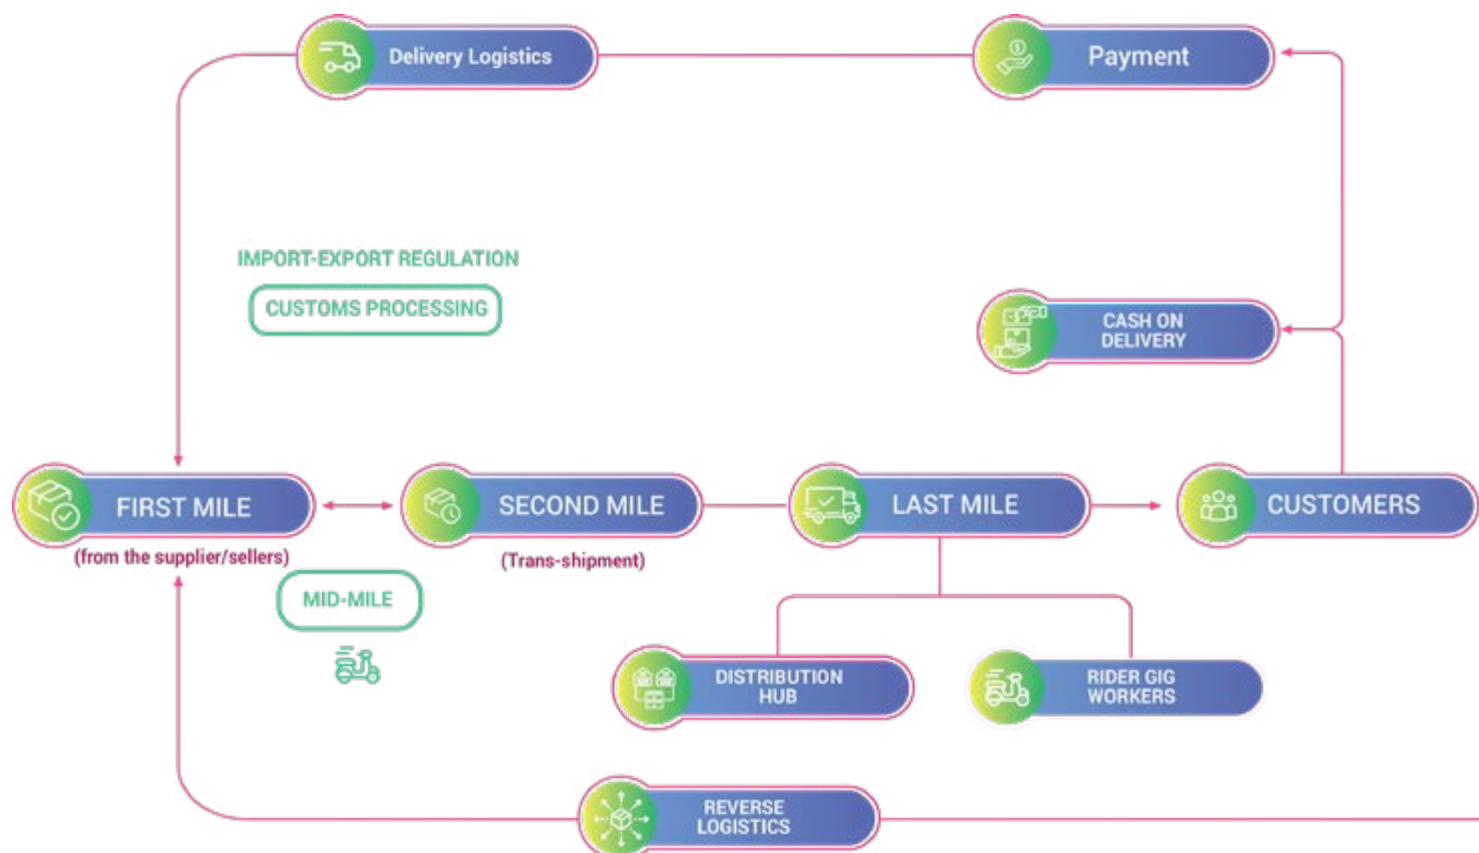 Delivery Logistics
Payment
IMPORT-EXPORT REGULATION
CUSTOMS PROCESSING
CASH ON
DELIVERY
FIRST MILE
(from the supplier/sellers)
SECOND MILE
(Trans-shipment)
LAST MILE
CUSTOMERS
MID-MILE
DISTRIBUTION
HUB
RIDER GIG
WORKERS
REVERSE
LOGISTICS